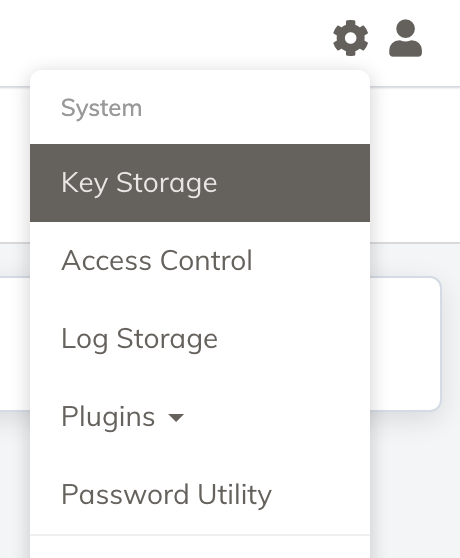 System
Key Storage
Access Control
Log Storage
Plugins
Password Utility